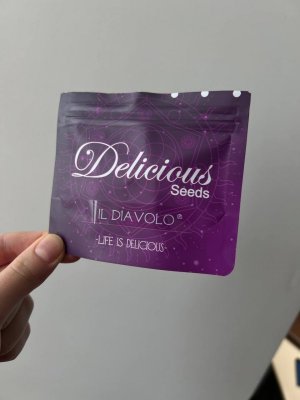 Delicious
Seeds
IL DIAVOLO®
-LIFE IS DELICIOUS-